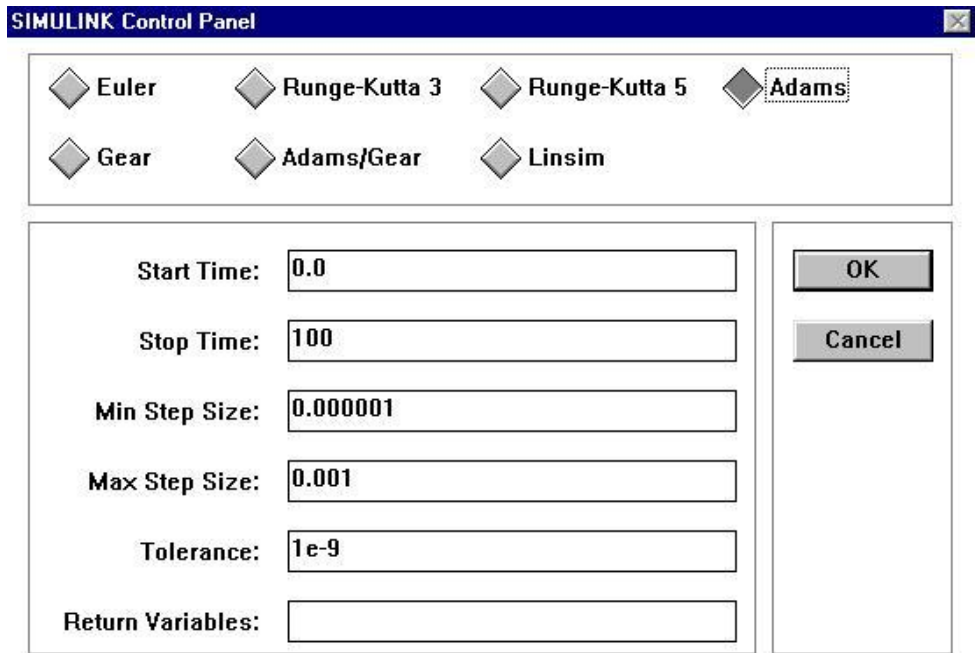 SIMULINK Control Panel
Euler Runge-Kutta 3 Runge-Kutta 5 Adams
Gear Adams/Gear Linsim
Start Time: 0.0
OK
Stop Time: 100
Cancel
Min Step Size: 0.000001
Max Step Size: 0.001
Tolerance: 1e-9
Return Variables: